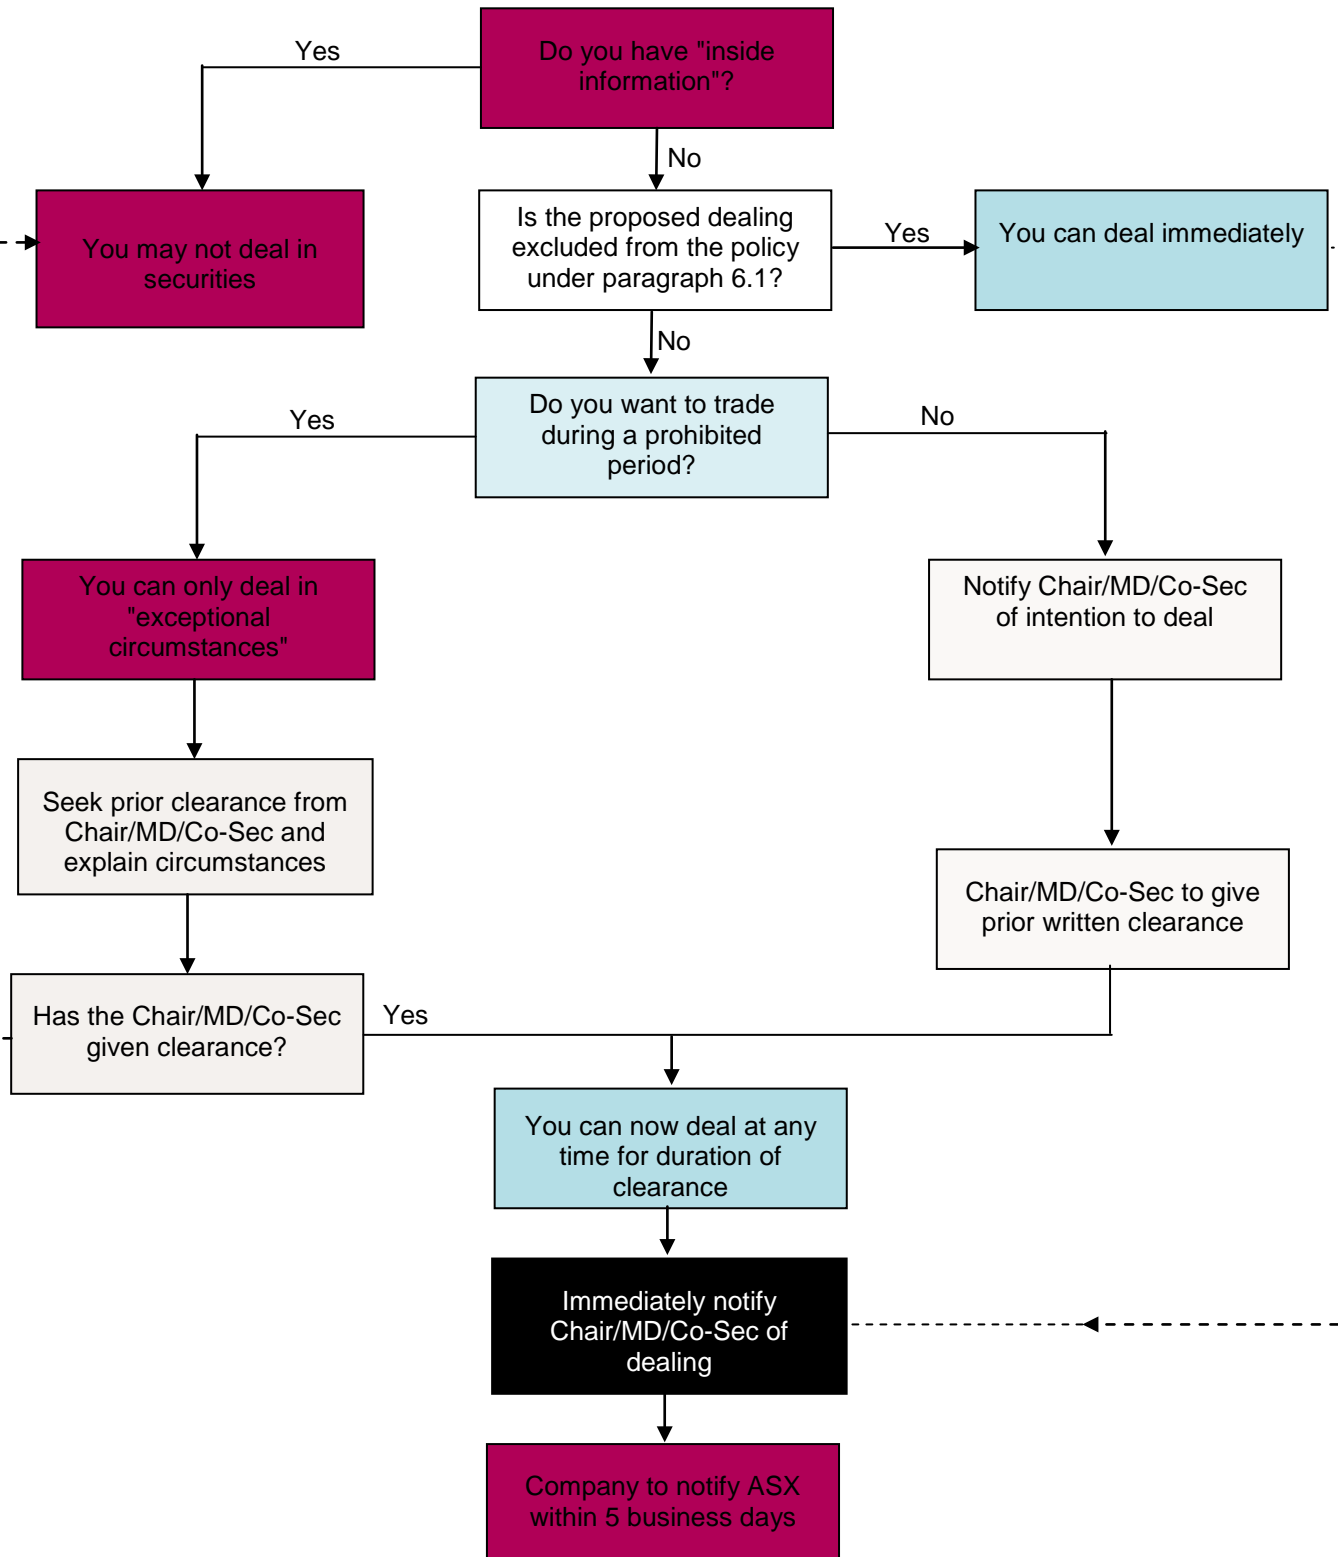 Yes
Do you have "inside
information"?
No
You may not deal in
securities
Is the proposed dealing
excluded from the policy
under paragraph 6.1?
Yes
You can deal immediately
No
Yes
Do you want to trade
during a prohibited
period?
No
You can only deal in
"exceptional
circumstances"
Notify Chair/MD/Co-Sec
of intention to deal
Seek prior clearance from
Chair/MD/Co-Sec and
explain circumstances
Chair/MD/Co-Sec to give
prior written clearance
Has the Chair/MD/Co-Sec
given clearance?
Yes
You can now deal at any
time for duration of
clearance
Immediately notify
Chair/MD/Co-Sec of
dealing
Company to notify ASX
within 5 business days